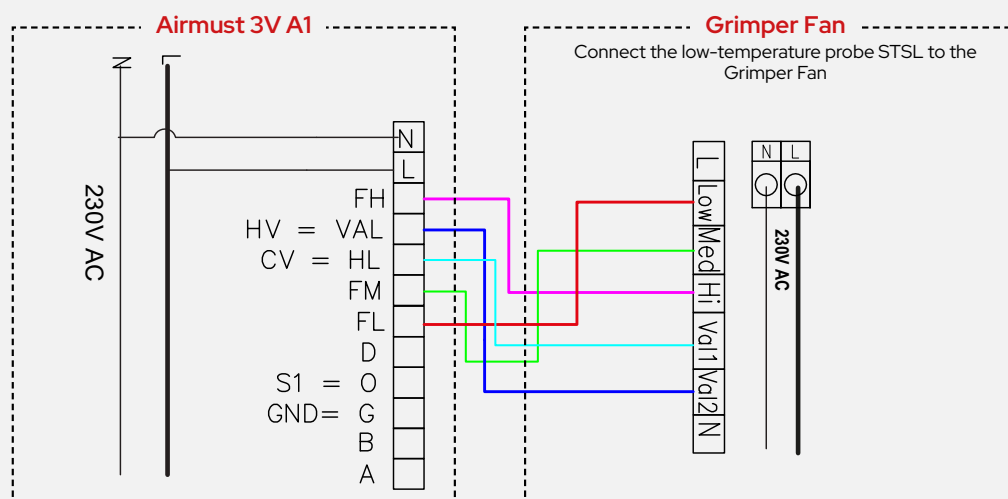 Airmust 3V A1
N
L
230V AC
N
L
FH
HV = VAL
CV = HL
FM
FL
D
S1 = O
GND= G
B
A
Grimper Fan
Connect the low-temperature probe STSL to the
Grimper Fan
L
Low
Med
Hi
Val1
Val2
N
N L
230V AC